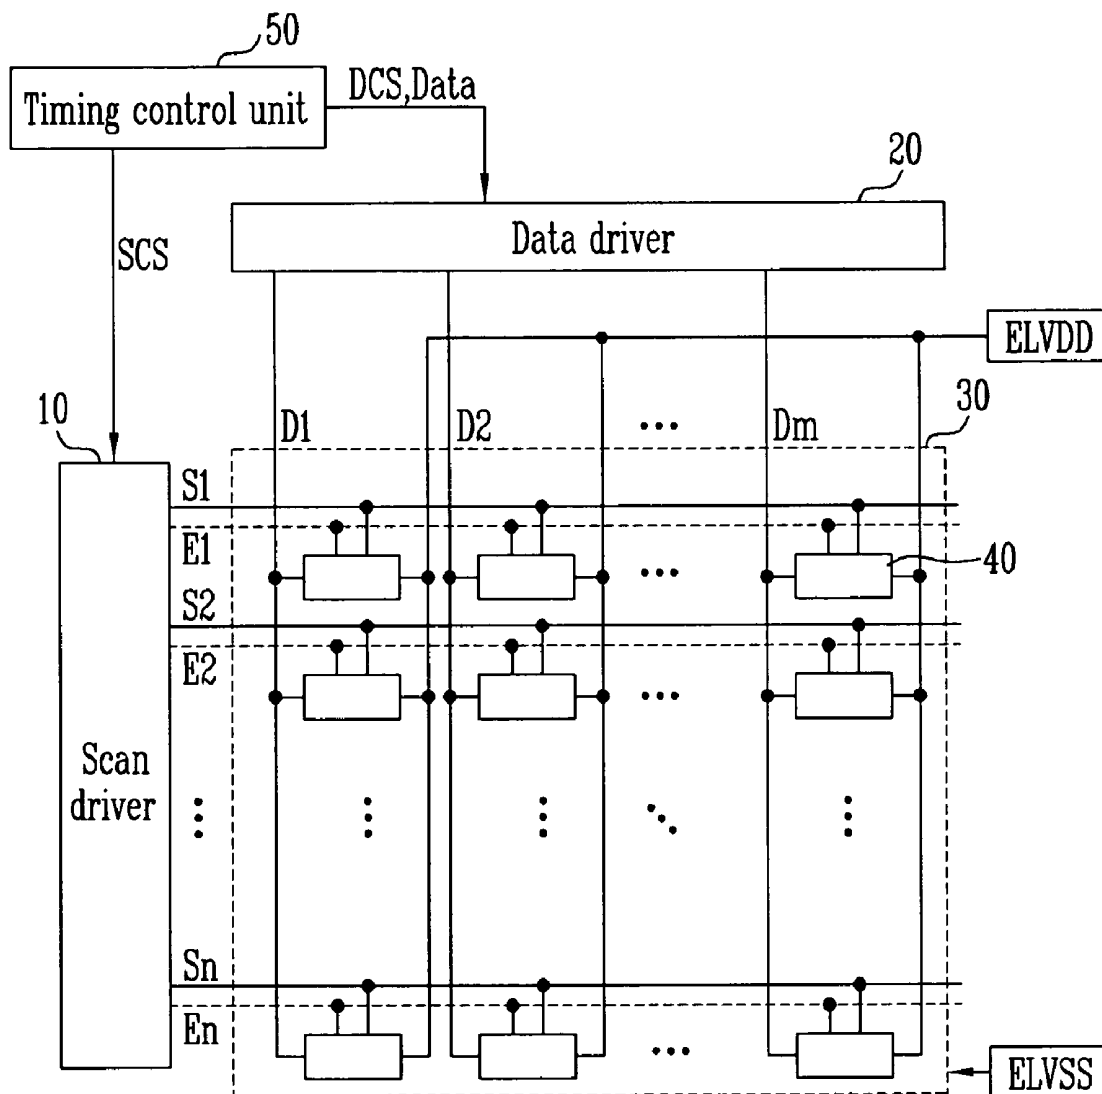 50
Timing control unit
DCS,Data
20
Data driver
SCS
ELVDD
10
30
D1
D2
...
Dm
S1
E1
...
40
S2
E2
...
Scan
driver
Sn
En
...
ELVSS